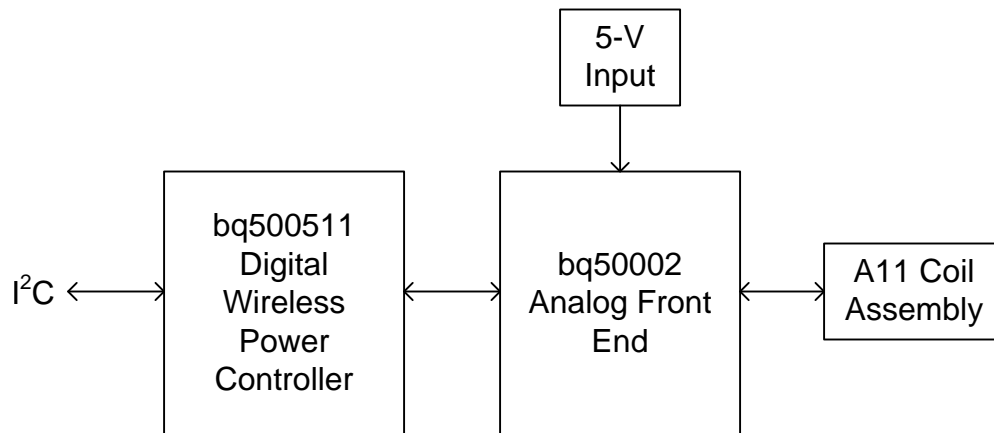 5-V
Input
bq500511
Digital
Wireless
Power
Controller
bq50002
Analog Front
End
A11 Coil
Assembly
I²C